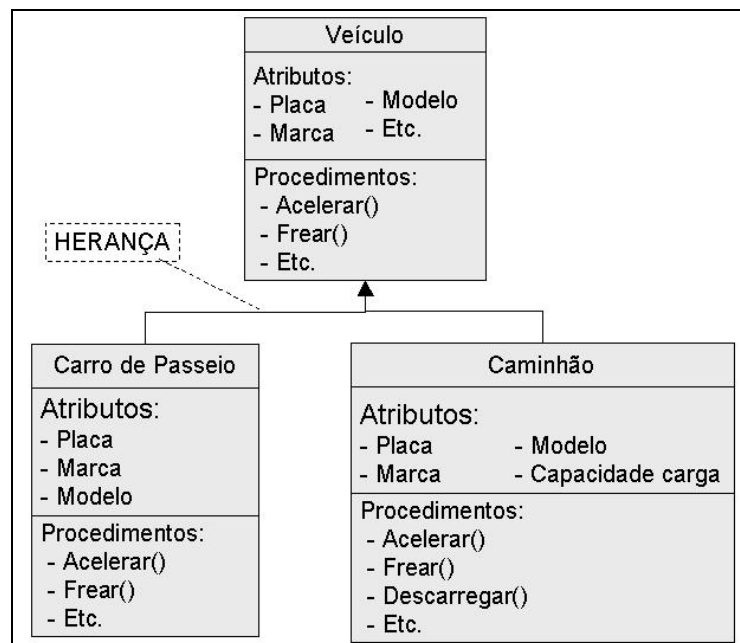 Veículo
Atributos:
- Placa - Modelo
- Marca - Etc.
Procedimentos:
- Acelerar()
- Frear()
- Etc.
HERANÇA
Carro de Passeio
Atributos:
- Placa
- Marca
- Modelo
Procedimentos:
- Acelerar()
- Frear()
- Etc.
Caminhão
Atributos:
- Placa - Modelo
- Marca - Capacidade carga
Procedimentos:
- Acelerar()
- Frear()
- Descarregar()
- Etc.